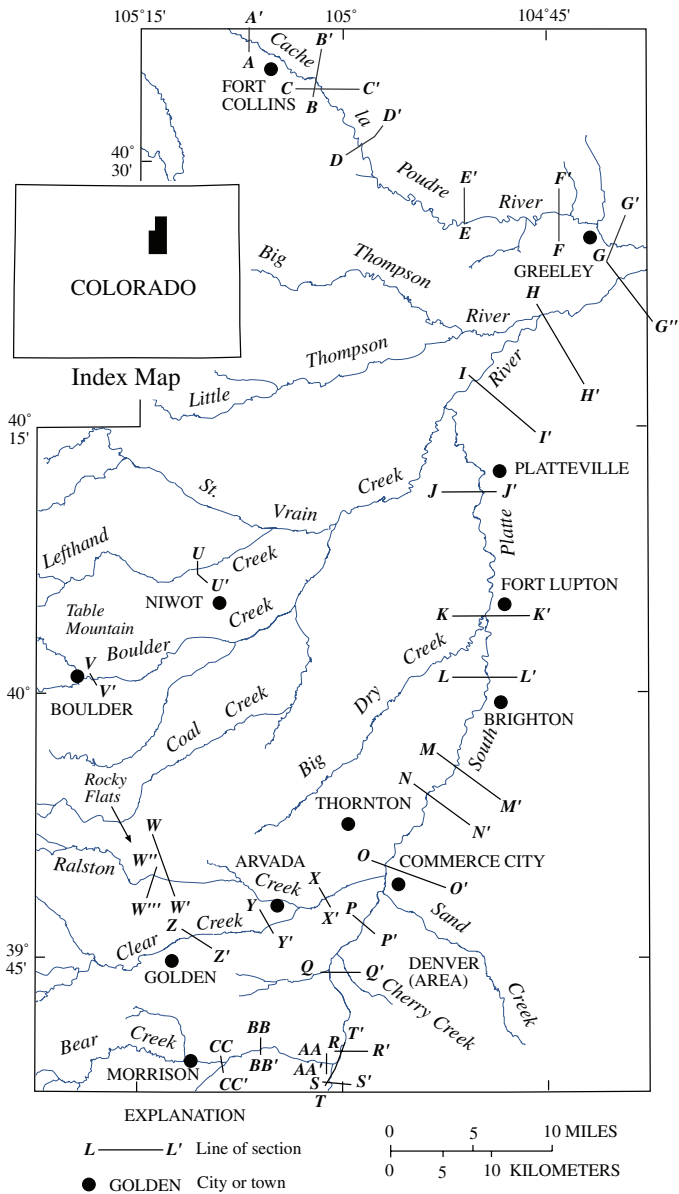 105°15'
105°
104°45'
A'
Cache
B'
A
FORT
COLLINS
C
C'
B
la
D'
D
40°
30'
Poudre
E'
River
F'
G'
E
F
G
GREELEY
COLORADO
Index Map
Big
Thompson
River
H
G"
Thompson
River
Little
I
H'
I'
40°
15'
PLATTEVILLE
St.
Creek
J
J'
Vrain
Platte
Lefthand
U
Creek
U'
NIWOT
Creek
FORT LUPTON
Table
Mountain
K
K'
Boulder
Creek
V
V'
L
L'
40°
BOULDER
BRIGHTON
Coal
Creek
Dry
Big
South
M
M'
Rocky
Flats
N
N'
THORNTON
W
W"
Ralston
ARVADA
O
COMMERCE CITY
O'
W'''
W'
Creek
X
X'
Y
Y'
P
P'
Sand
Z
Creek
Clear
Z'
39°
45'
GOLDEN
Q
Q'
DENVER
(AREA)
Cherry Creek
Creek
Bear
Creek
CC
BB
AA
R
T'
R'
BB'
AA'
MORRISON
CC'
S
S'
T
EXPLANATION
L L' Line of section
GOLDEN City or town
0 5 10 MILES
0 5 10 KILOMETERS